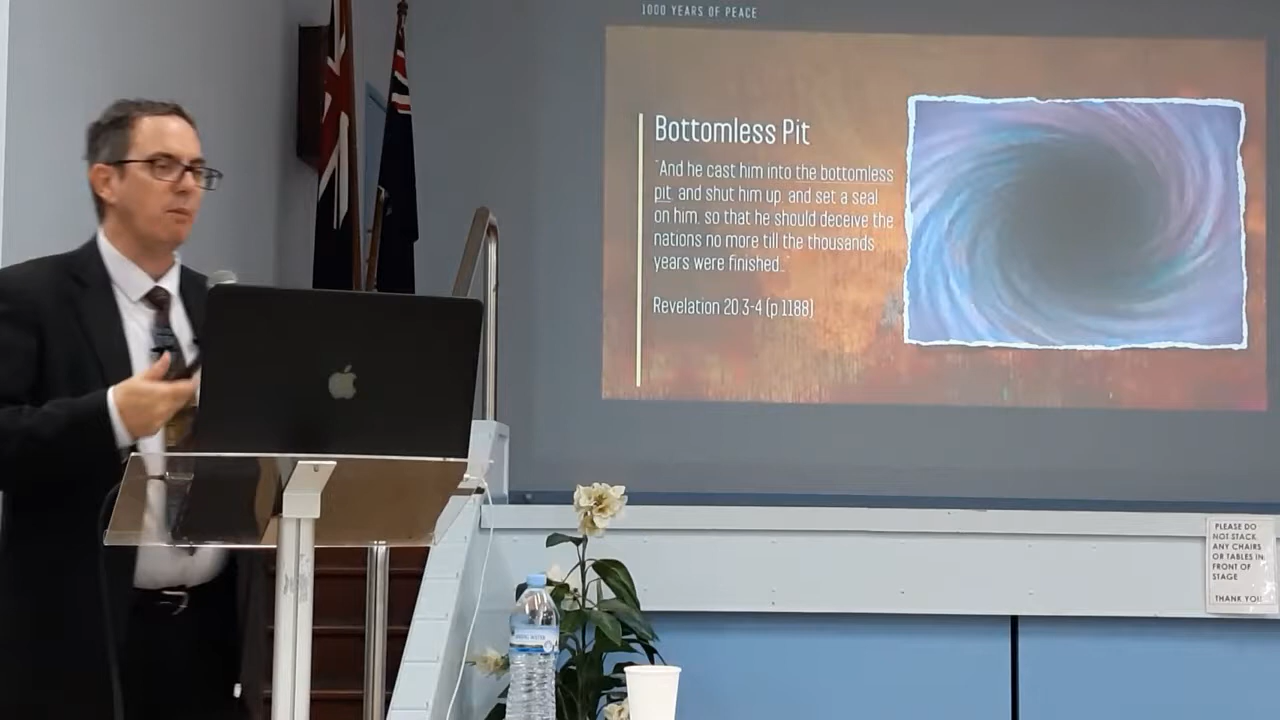 1000 YEARS OF PEACE
Bottomless Pit
"And he cast him into the bottomless
pit, and shut him up, and set a seal
on him, so that he should deceive the
nations no more till the thousands
years were finished..."
Revelation 20:3-4 (p 1188)
PLEASE DO
NOT STACK
ANY CHAIRS
OR TABLES IN
FRONT OF
STAGE
THANK YOU